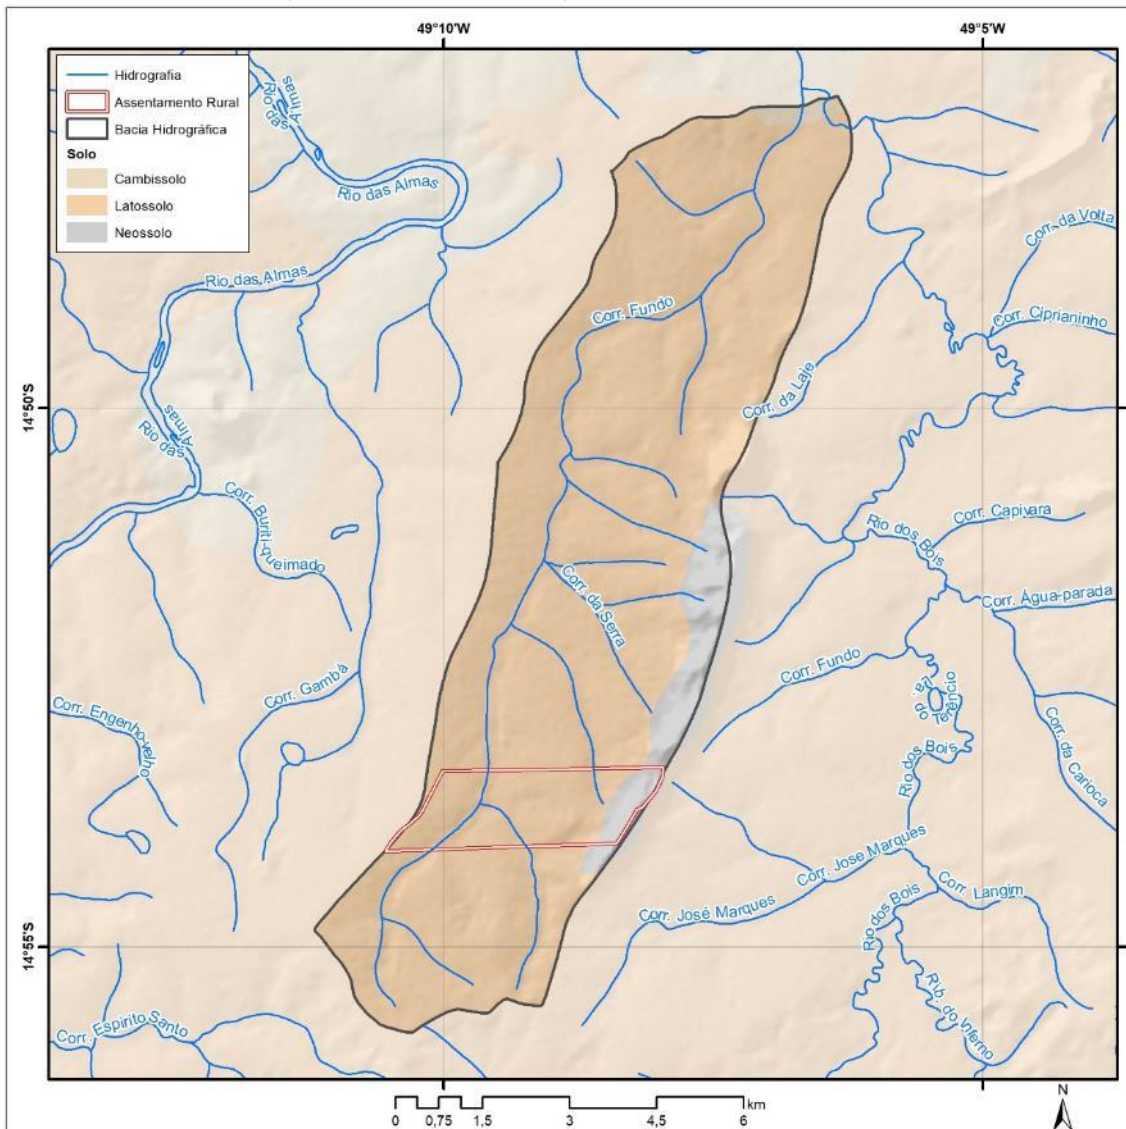 49°10'W
49°5'W
Hidrografia
Assentamento Rural
Bacia Hidrográfica
Solo
Cambissolo
Latossolo
Neossolo
Rio das
Almas
Rio das Almas
Rio das Almas
Corr. da Volta
Corr. Fundo
Corr. Ciprianinho
Corr. da Laje
14°50'S
Rio das
Almas
Corr. Buriti-queimado
Rio dos Bois
Corr. Capivara
Corr. da Serra
Corr. Água-parada
Corr. Fundo
Corr. Gambá
La.
do Terêncio
Corr. Engenho-velho
Rio dos Bois
Corr. da Carioca
Corr. Jose Marques
Corr. José Marques
Rio dos Bois
Corr. Langim
14°55'S
Rib. do Inferno
Corr. Espirito Santo
N
km
0 0,75 1,5 3 4,5 6